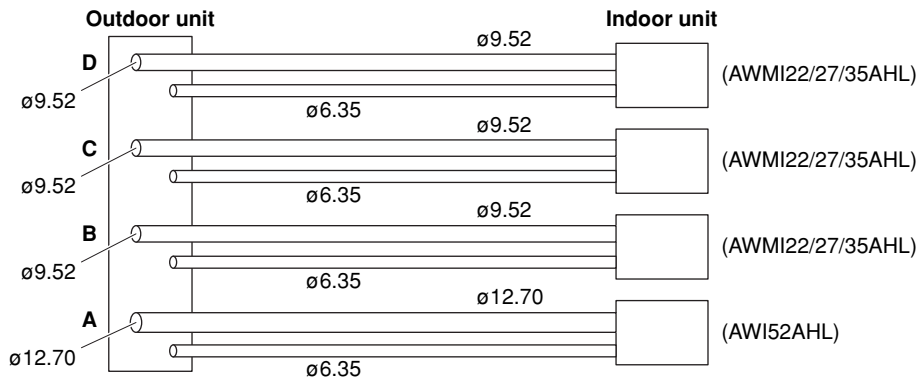 Outdoor unit
Indoor unit
D
ø9.52
ø9.52
ø6.35
(AWMI22/27/35AHL)
C
ø9.52
ø9.52
ø6.35
(AWMI22/27/35AHL)
B
ø9.52
ø9.52
ø6.35
(AWMI22/27/35AHL)
A
ø12.70
ø12.70
ø6.35
(AWI52AHL)